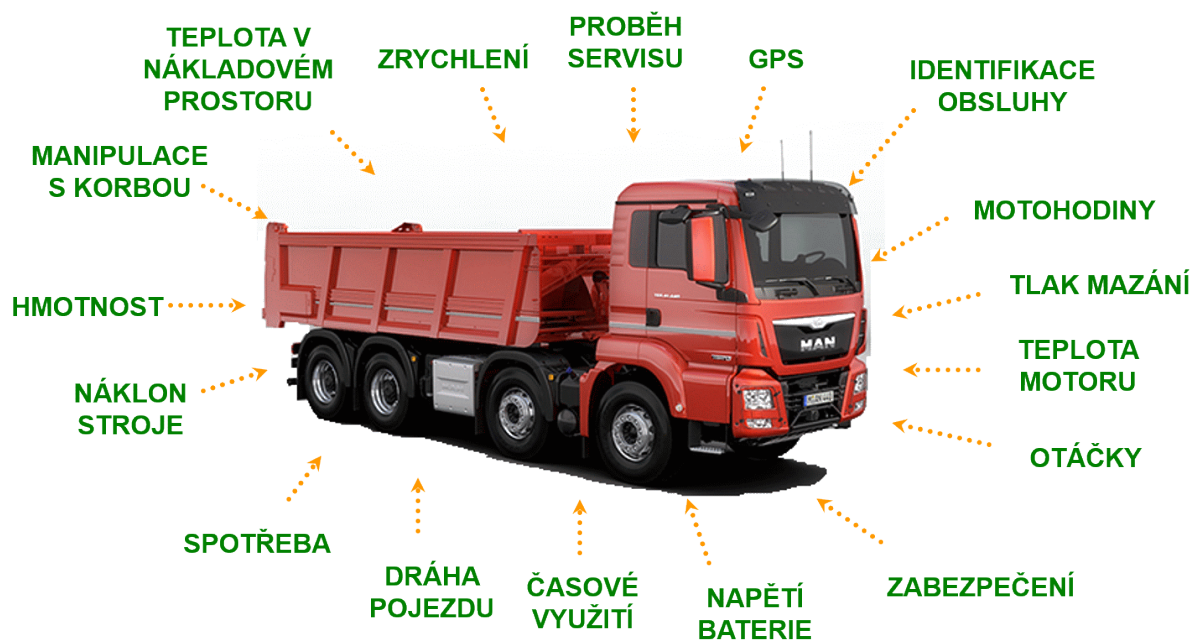 TEPLOTA V
NÁKLADOVÉM
PROSTORU
ZRYCHLENÍ
PROBĚH
SERVISU
GPS
IDENTIFIKACE
OBSLUHY
MANIPULACE
S KORBOU
MOTOHODINY
HMOTNOST
TLAK MAZÁNÍ
TEPLOTA
MOTORU
NÁKLON
STROJE
OTÁČKY
SPOTŘEBA
DRÁHA
POJEZDU
ČASOVÉ
VYUŽITÍ
NAPĚTÍ
BATERIE
ZABEZPEČENÍ
MAN